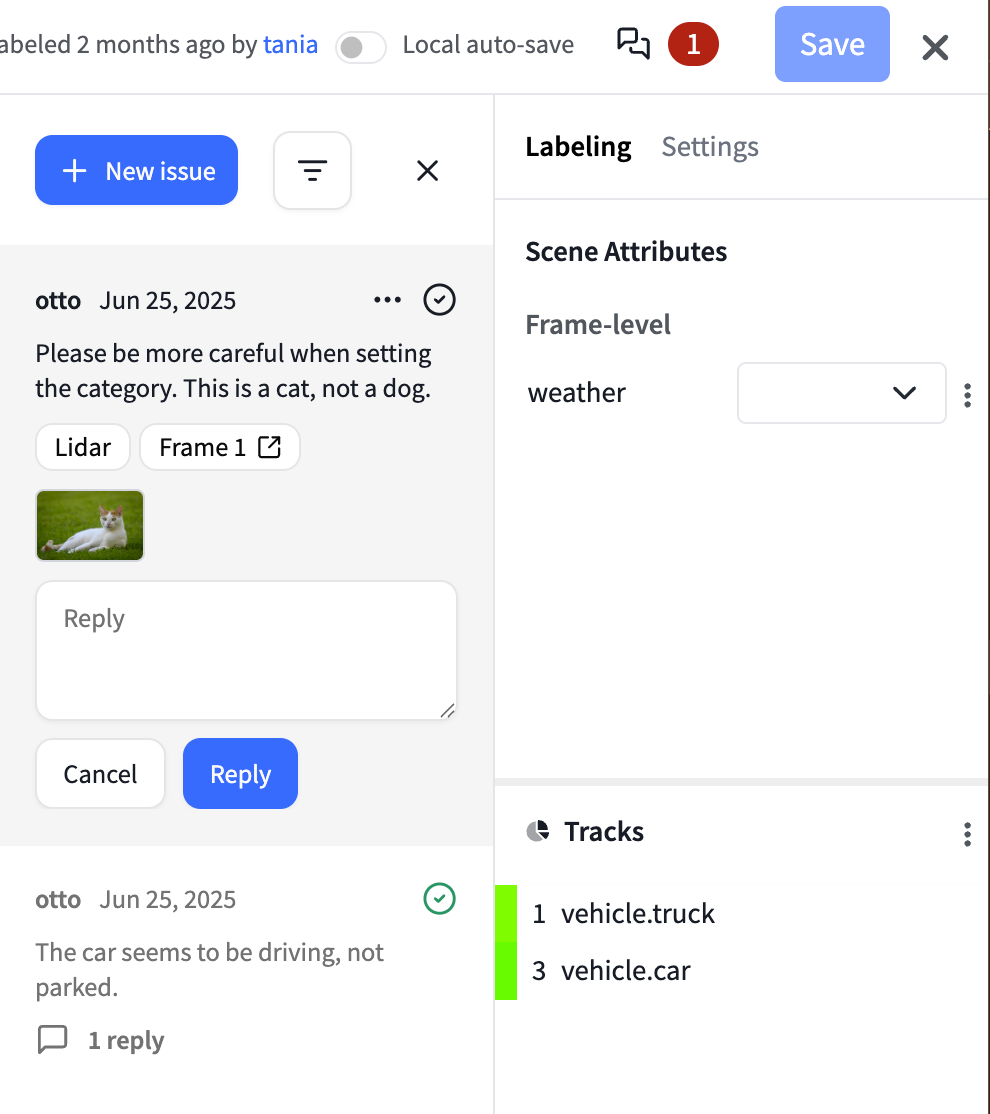 abeled 2 months ago by tania Local auto-save 1 Save
New issue
Labeling Settings
otto Jun 25, 2025
Please be more careful when setting
the category. This is a cat, not a dog.
Lidar Frame 1
Reply
Cancel Reply
otto Jun 25, 2025
The car seems to be driving, not
parked.
1 reply
Scene Attributes
Frame-level
weather
Tracks
1 vehicle.truck
3 vehicle.car